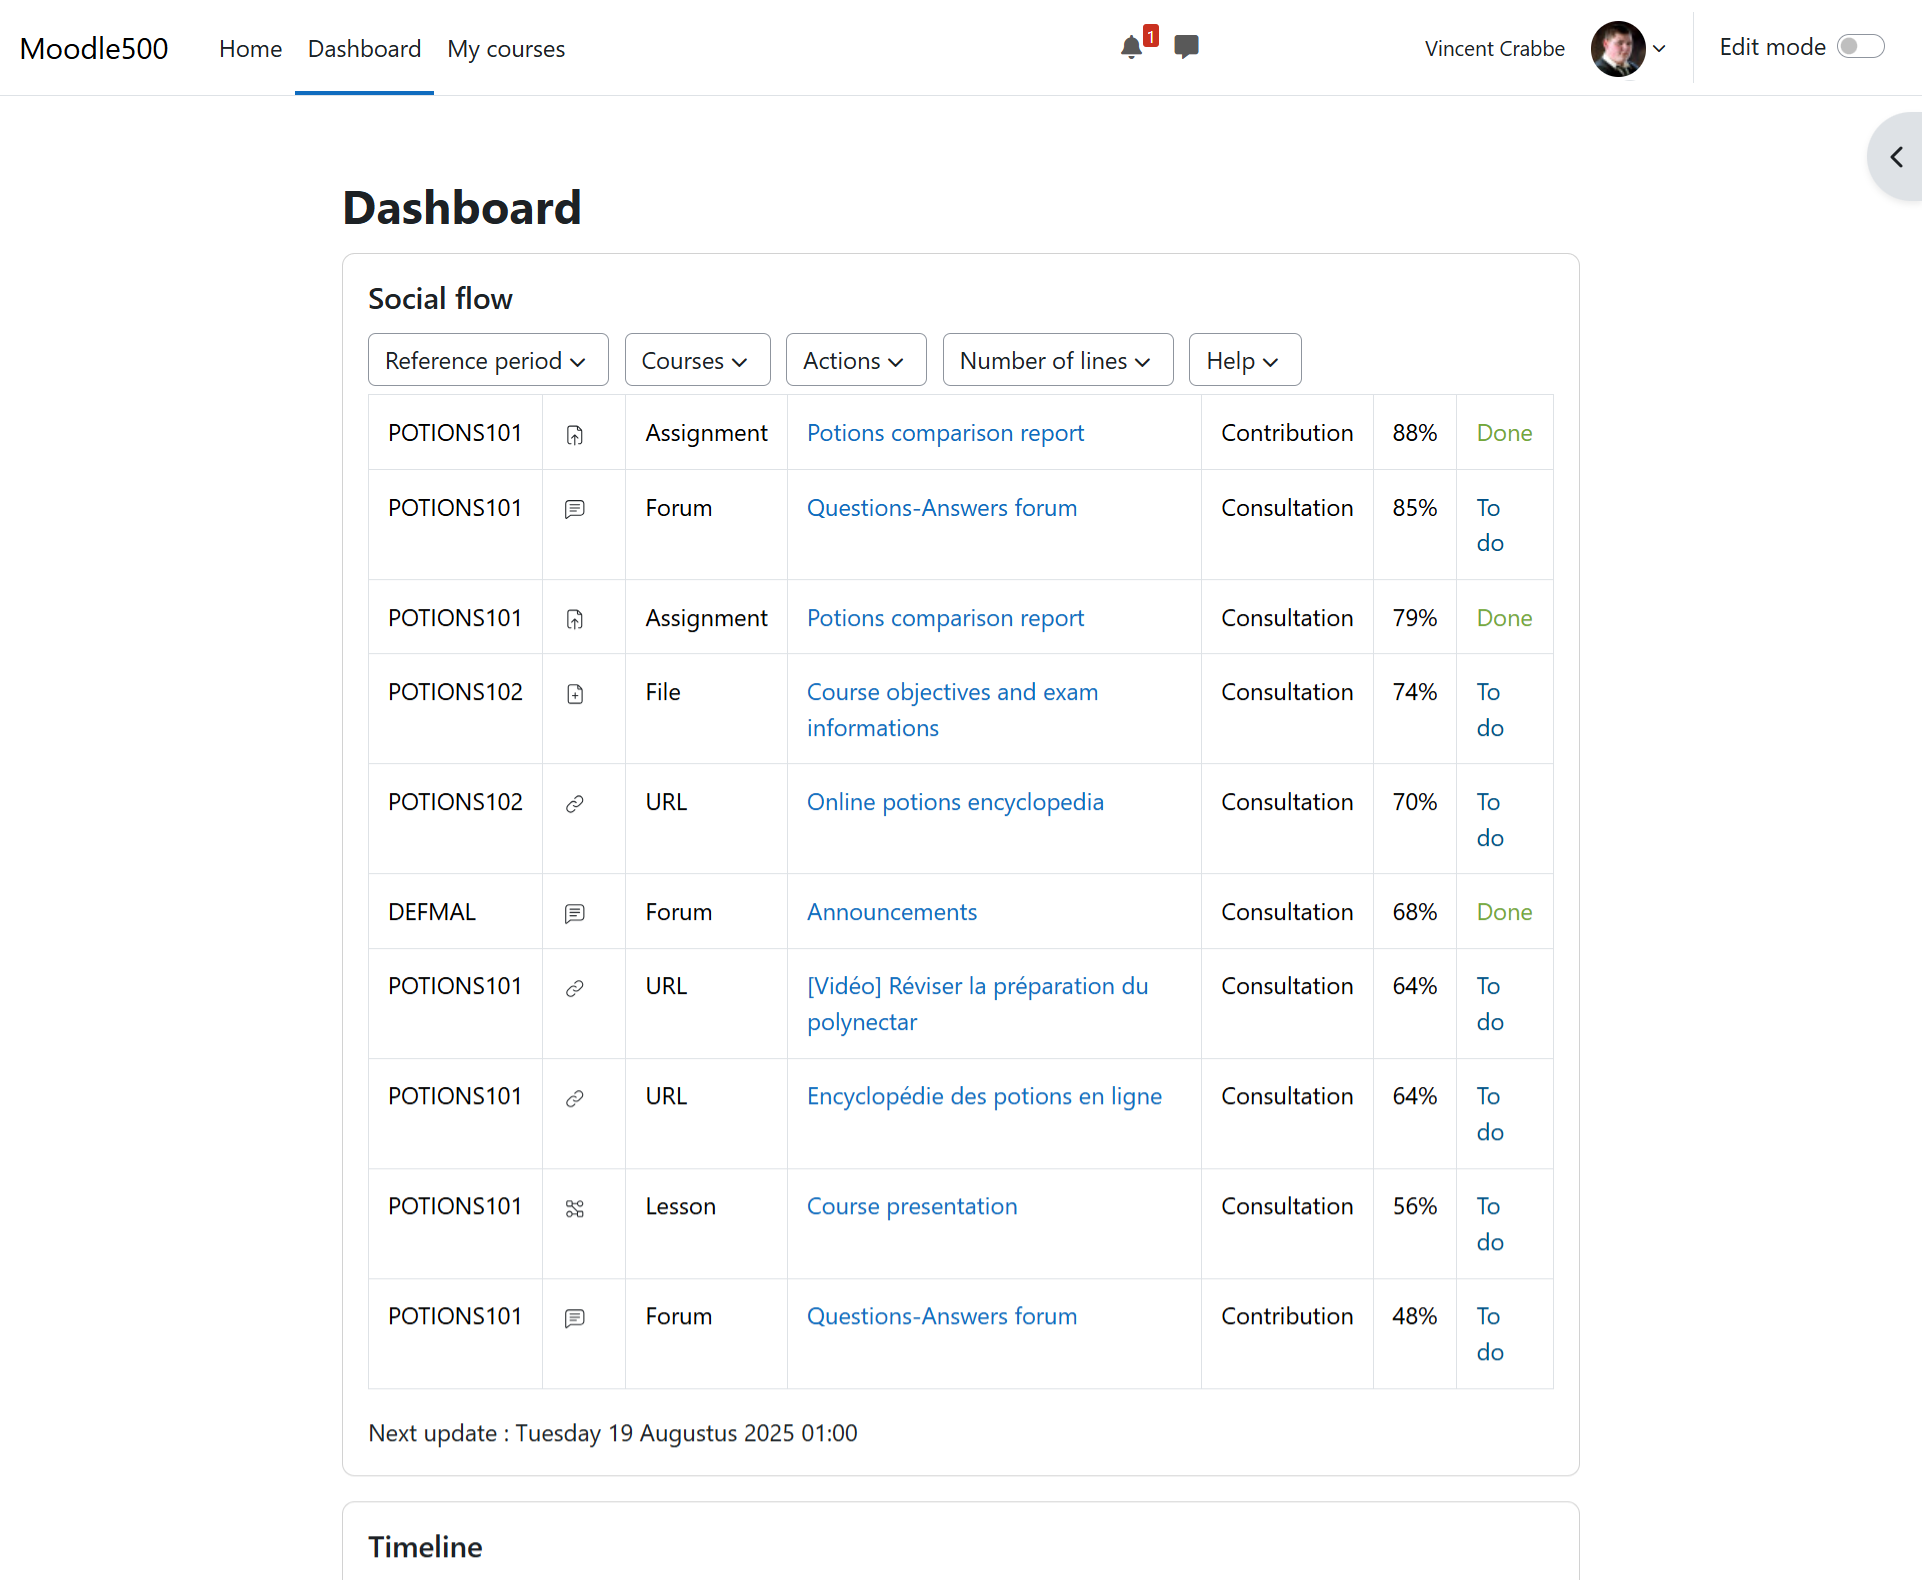 Moodle500 Home Dashboard My courses 1 Vincent Crabbe Edit mode
Dashboard
Social flow
Reference period Courses Actions Number of lines Help
POTIONS101 Assignment Potions comparison report Contribution 88% Done
POTIONS101 Forum Questions-Answers forum Consultation 85% To
do
POTIONS101 Assignment Potions comparison report Consultation 79% Done
POTIONS102 File Course objectives and exam Consultation 74% To
informations do
POTIONS102 URL Online potions encyclopedia Consultation 70% To
do
DEFMAL Forum Announcements Consultation 68% Done
POTIONS101 URL [Vidéo] Réviser la préparation du Consultation 64% To
polynectar do
POTIONS101 URL Encyclopédie des potions en ligne Consultation 64% To
do
POTIONS101 Lesson Course presentation Consultation 56% To
do
POTIONS101 Forum Questions-Answers forum Contribution 48% To
do
Next update : Tuesday 19 Augustus 2025 01:00
Timeline